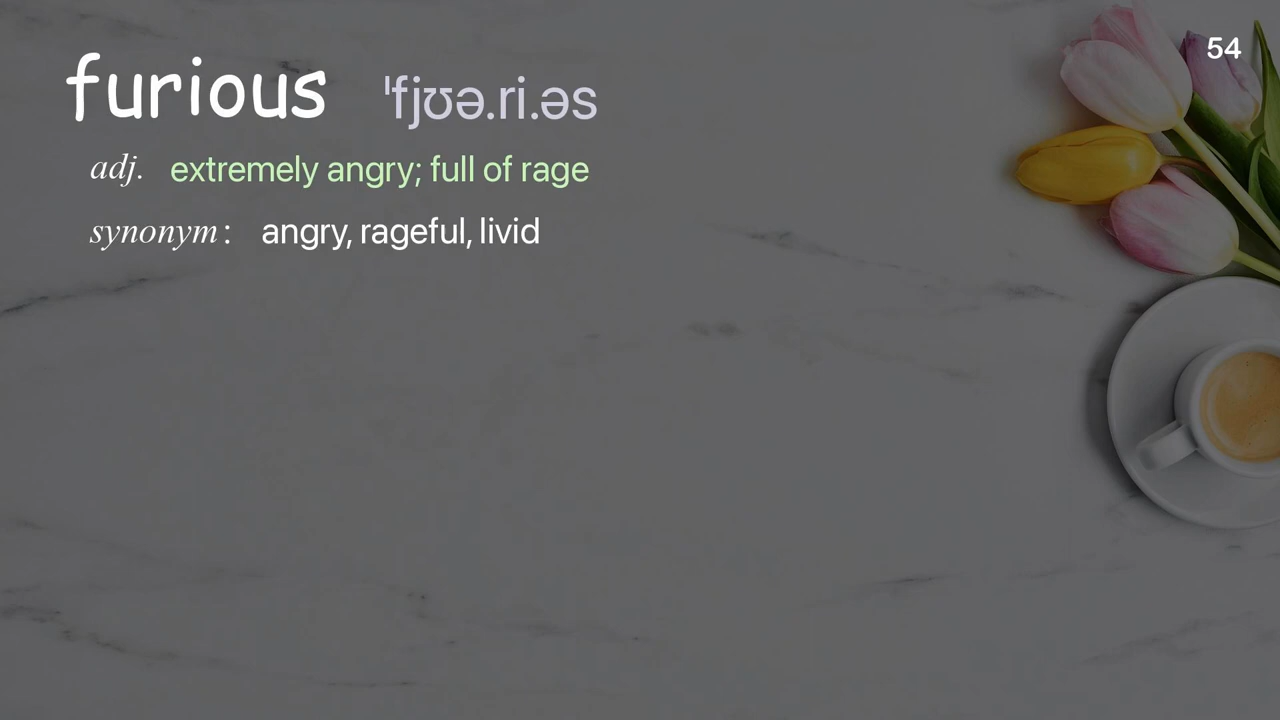 54
furious ˈfjʊə.ri.əs
adj. extremely angry; full of rage
synonym: angry, rageful, livid